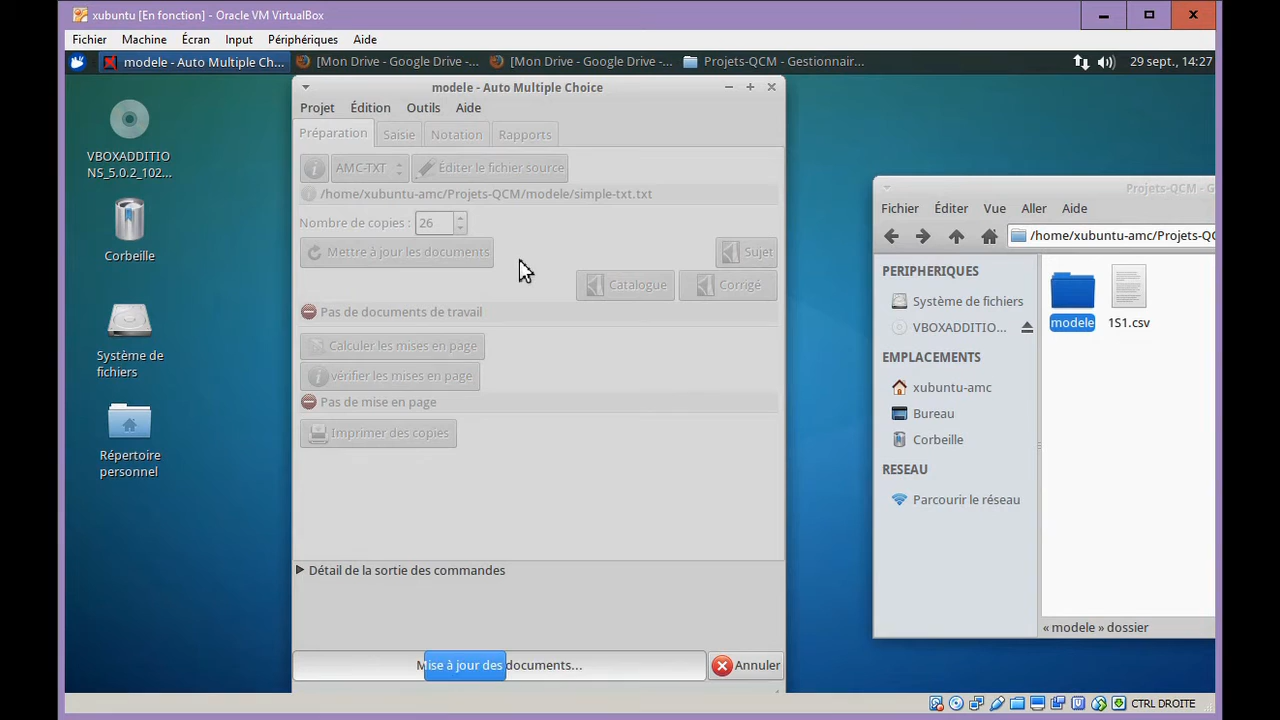 xubuntu [En fonction] - Oracle VM VirtualBox
Fichier Machine Écran Input Périphériques Aide
modele - Auto Multiple Ch... [Mon Drive - Google Drive -... [Mon Drive - Google Drive -... Projets-QCM - Gestionnair... 29 sept., 14:27
VBOXADDITIO
NS_5.0.2_102...
Corbeille
Système de
fichiers
Répertoire
personnel
modele - Auto Multiple Choice
Projet Édition Outils Aide
Préparation Saisie Notation Rapports
AMC-TXT Éditer le fichier source
/home/xubuntu-amc/Projets-QCM/modele/simple-txt.txt
Nombre de copies : 26
Mettre à jour les documents Sujet
Catalogue Corrigé
Pas de documents de travail
Calculer les mises en page
vérifier les mises en page
Pas de mise en page
Imprimer des copies
Détail de la sortie des commandes
Mise à jour des documents... Annuler
Projets-QCM - G
Fichier Éditer Vue Aller Aide
/home/xubuntu-amc/Projets-QC
PERIPHERIQUES
Système de fichiers
VBOXADDITIO...
EMPLACEMENTS
xubuntu-amc
Bureau
Corbeille
RESEAU
Parcourir le réseau
modele 1S1.csv
« modele » dossier
CTRL DROITE